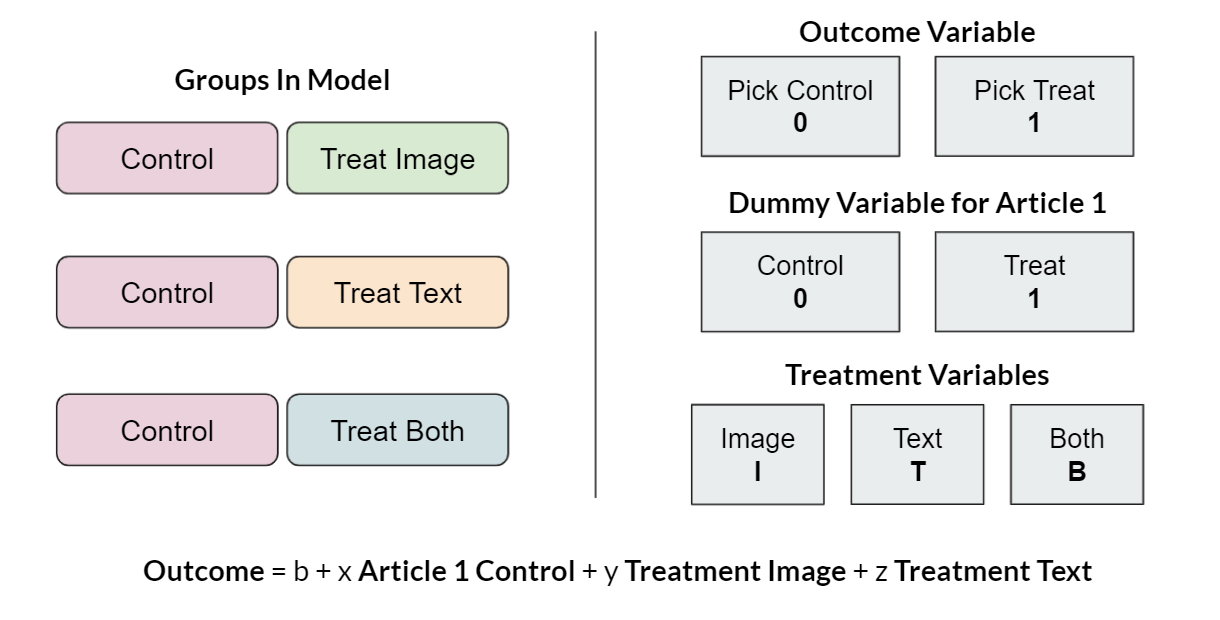 Groups In Model
Control
Treat Image
Control
Treat Text
Control
Treat Both
Outcome Variable
Pick Control
0
Pick Treat
1
Dummy Variable for Article 1
Control
0
Treat
1
Treatment Variables
Image
I
Text
T
Both
B
Outcome = b + x Article 1 Control + y Treatment Image + z Treatment Text